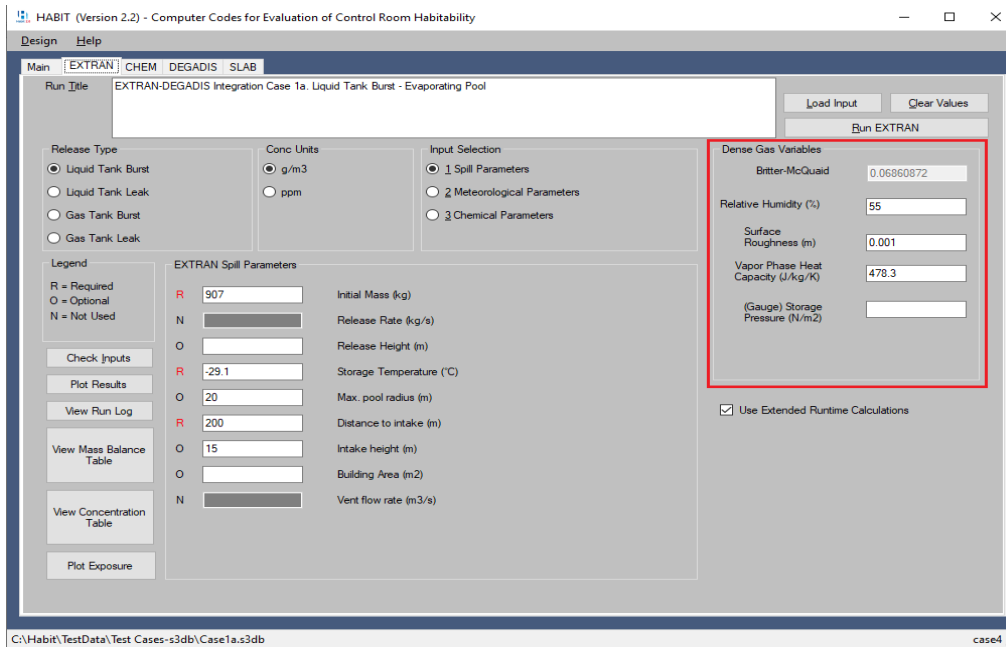 HABIT (Version 2.2) - Computer Codes for Evaluation of Control Room Habitability
Design Help
Main EXTRAN CHEM DEGADIS SLAB
Run Title
EXTRAN-DEGADIS Integration Case 1a. Liquid Tank Burst - Evaporating Pool
Load Input Clear Values
Run EXTRAN
Release Type
Liquid Tank Burst
Liquid Tank Leak
Gas Tank Burst
Gas Tank Leak
Conc Units
g/m3
ppm
Input Selection
1 Spill Parameters
2 Meteorological Parameters
3 Chemical Parameters
Dense Gas Variables
Britter-McQuaid 0.06860872
Relative Humidity (%) 55
Surface
Roughness (m) 0.001
Vapor Phase Heat
Capacity (J/kg/K) 478.3
(Gauge) Storage
Pressure (N/m2)
Use Extended Runtime Calculations
Legend
R = Required
O = Optional
N = Not Used
Check Inputs
Plot Results
View Run Log
View Mass Balance
Table
View Concentration
Table
Plot Exposure
EXTRAN Spill Parameters
R 907 Initial Mass (kg)
N Release Rate (kg/s)
O Release Height (m)
R -29.1 Storage Temperature (°C)
O 20 Max. pool radius (m)
R 200 Distance to intake (m)
O 15 Intake height (m)
O Building Area (m2)
N Vent flow rate (m3/s)
C:\Habit\TestData\Test Cases-s3db\Case1a.s3db case4